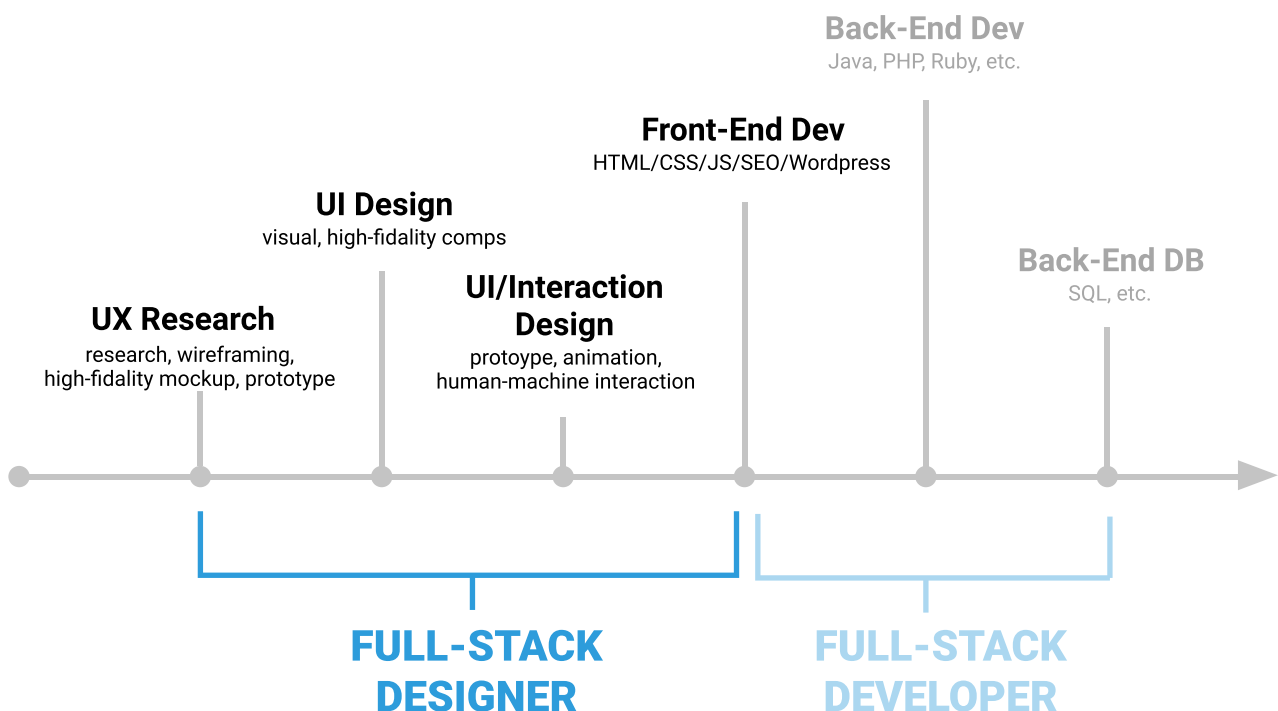 Back-End Dev
Java, PHP, Ruby, etc.
Front-End Dev
HTML/CSS/JS/SEO/Wordpress
UI Design
visual, high-fidality comps
Back-End DB
SQL, etc.
UI/Interaction
Design
protoype, animation,
human-machine interaction
UX Research
research, wireframing,
high-fidality mockup, prototype
FULL-STACK
DESIGNER
FULL-STACK
DEVELOPER